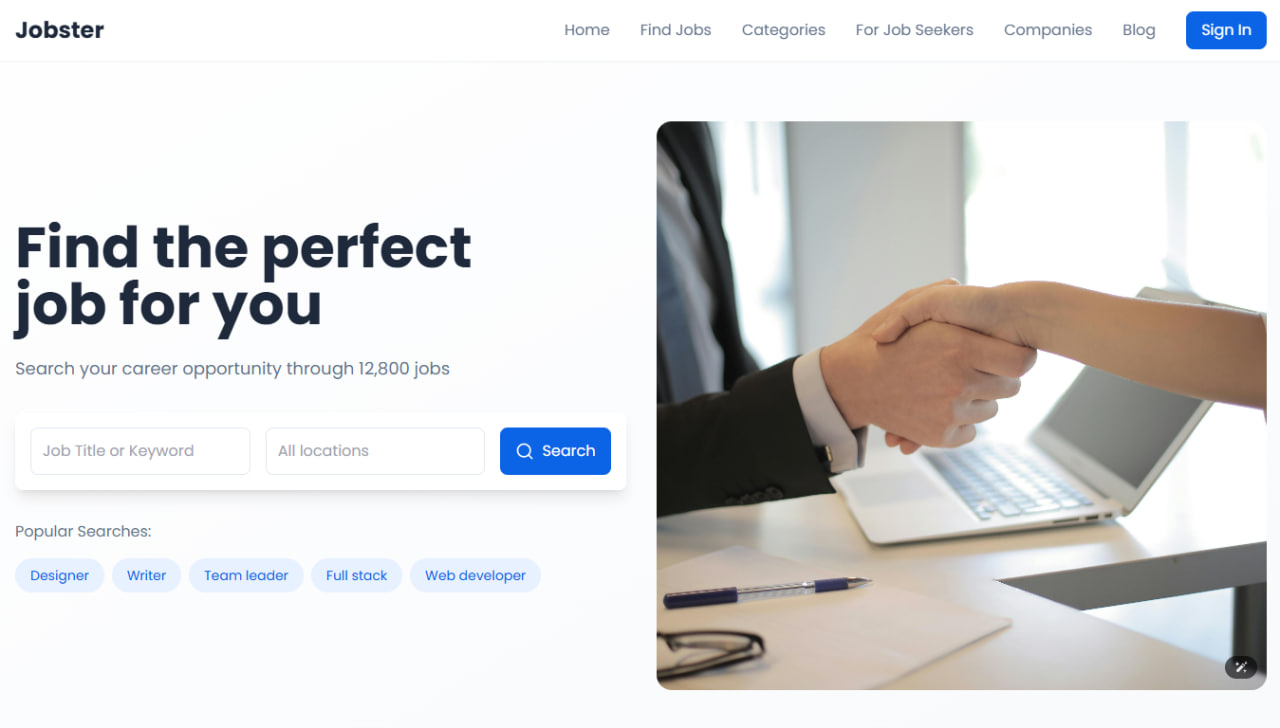 Jobster
Home
Find Jobs
Categories
For Job Seekers
Companies
Blog
Sign In
Find the perfect
job for you
Search your career opportunity through 12,800 jobs
Job Title or Keyword
All locations
Search
Popular Searches:
Designer
Writer
Team leader
Full stack
Web developer